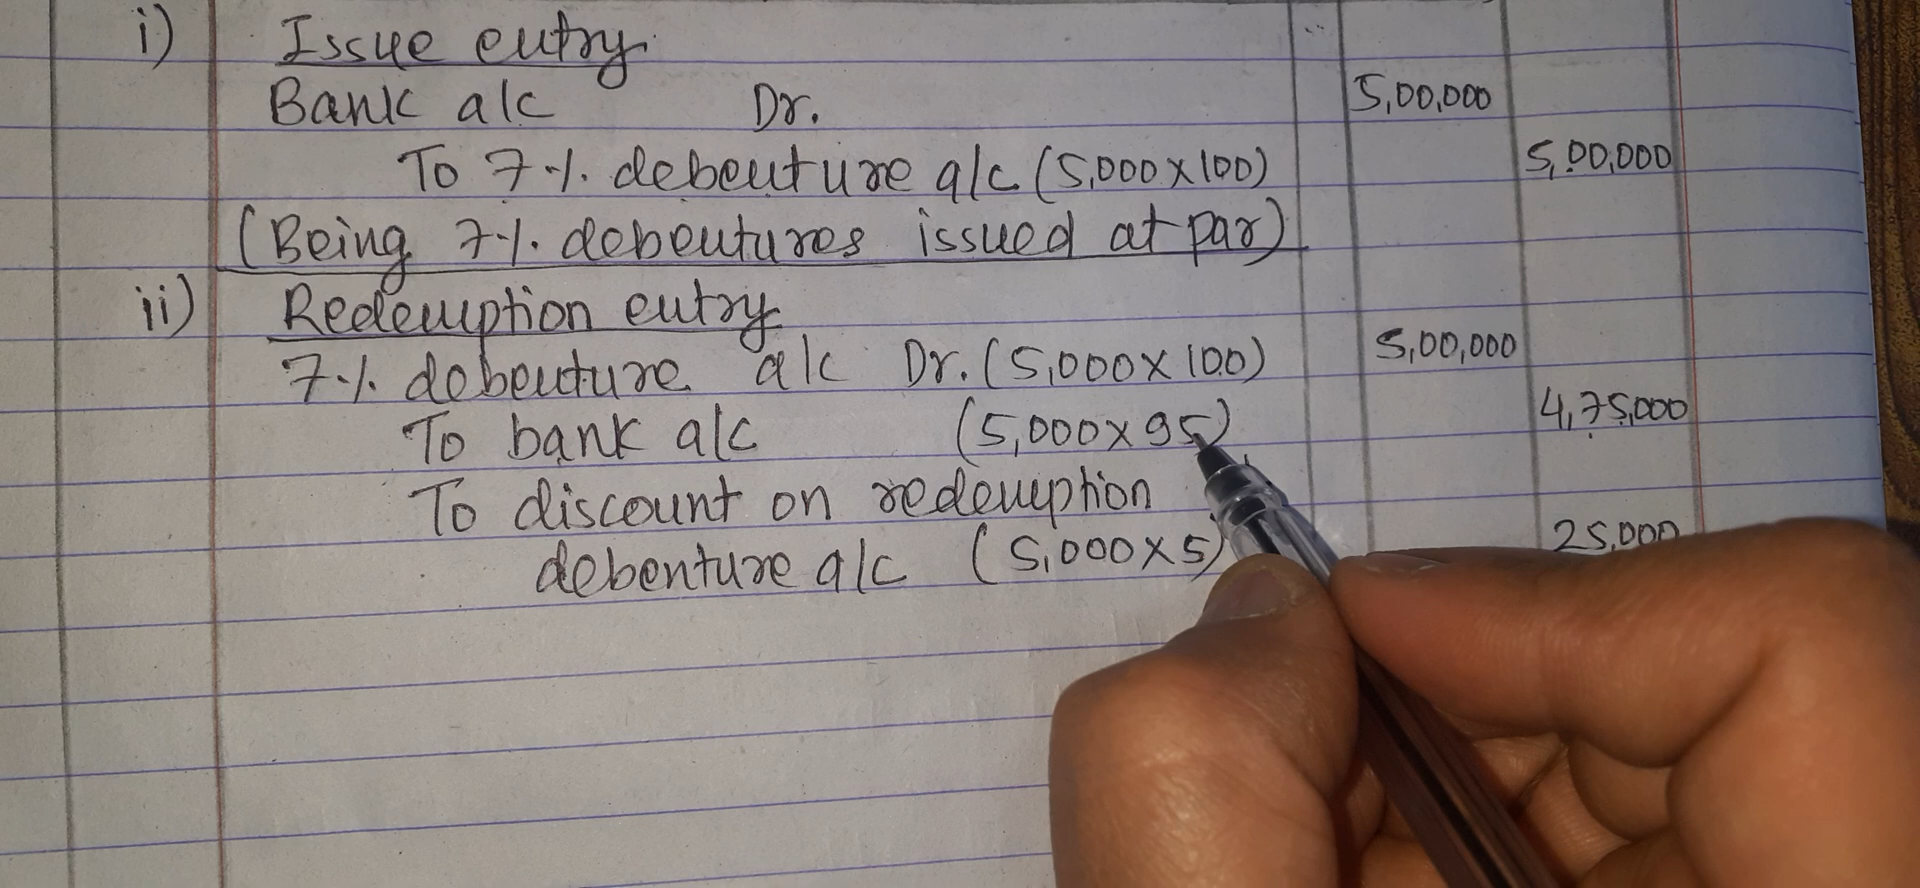 i) Issue entry
Bank a/c Dr. 5,00,000
To 7% debenture a/c (5,000x100) 5,00,000
(Being 7% debentures issued at par)
ii) Redemption entry
7% debenture a/c Dr. (5,000x100) 5,00,000
To bank a/c (5,000x95) 4,75,000
To discount on redemption
debenture a/c (5,000x5) 25,000